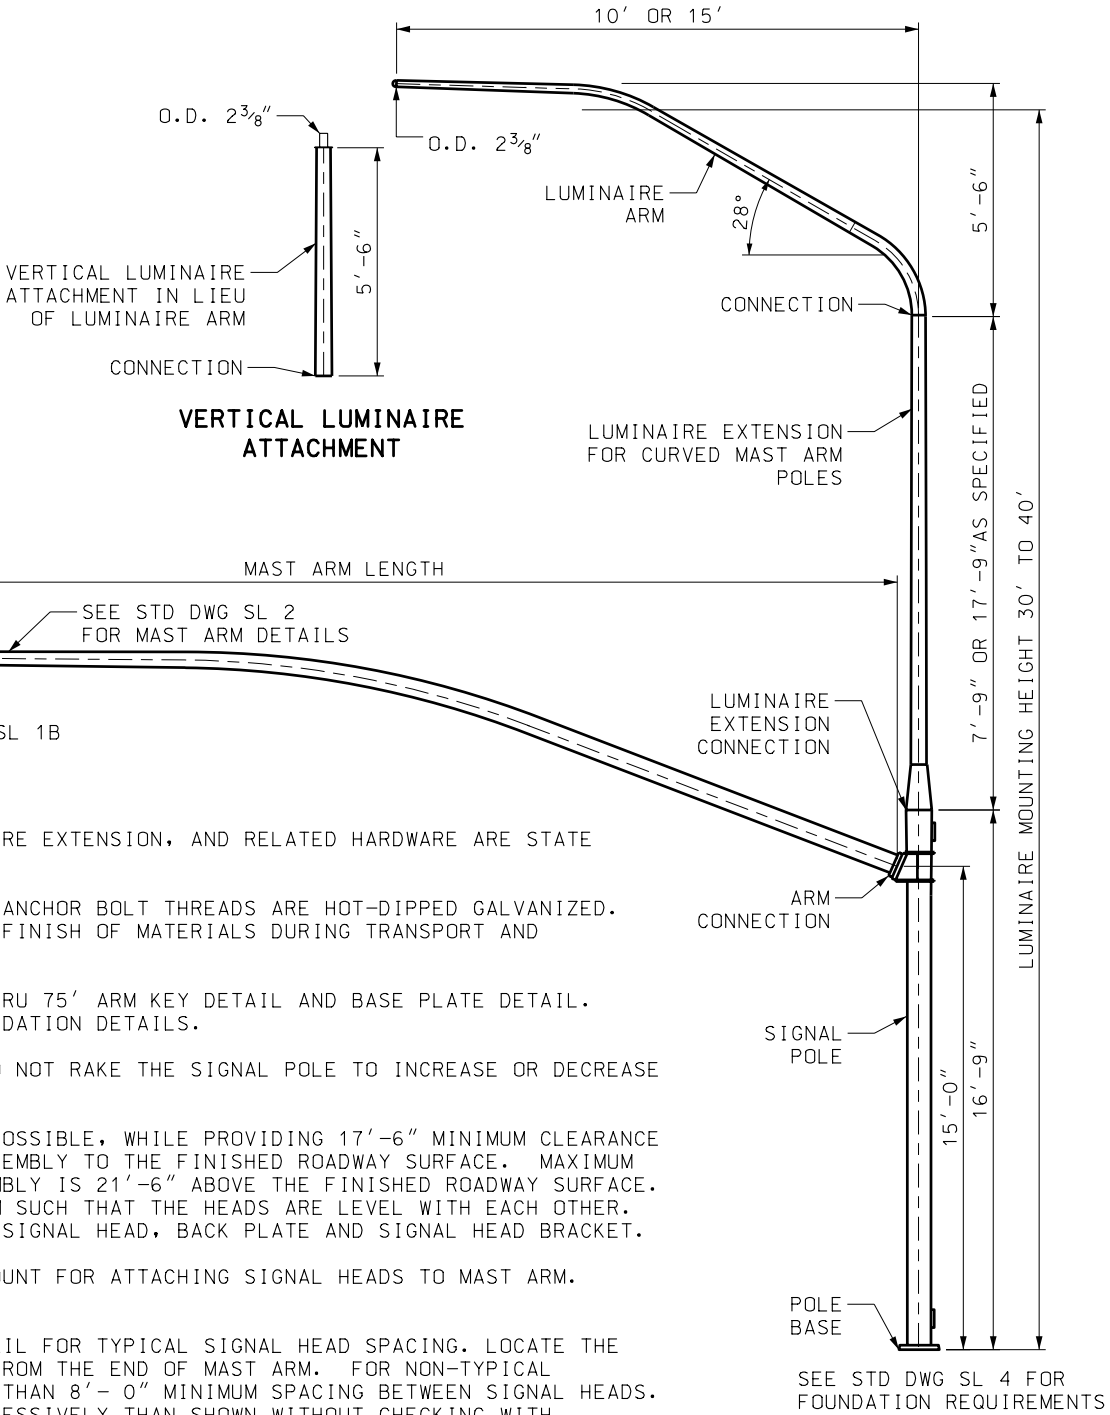 10' OR 15'
O.D. 2 3/8"
O.D. 2 3/8"
LUMINAIRE
ARM
28°
5'-6"
VERTICAL LUMINAIRE
ATTACHMENT IN LIEU
OF LUMINAIRE ARM
5'-6"
CONNECTION
CONNECTION
VERTICAL LUMINAIRE
ATTACHMENT
LUMINAIRE EXTENSION
FOR CURVED MAST ARM
POLES
7'-9" OR 17'-9"AS SPECIFIED
LUMINAIRE MOUNTING HEIGHT 30' TO 40'
MAST ARM LENGTH
SEE STD DWG SL 2
FOR MAST ARM DETAILS
LUMINAIRE
EXTENSION
CONNECTION
SL 1B
RE EXTENSION, AND RELATED HARDWARE ARE STATE
ANCHOR BOLT THREADS ARE HOT-DIPPED GALVANIZED.
FINISH OF MATERIALS DURING TRANSPORT AND
ARM
CONNECTION
RU 75' ARM KEY DETAIL AND BASE PLATE DETAIL.
DATION DETAILS.
SIGNAL
POLE
15'-0"
16'-9"
NOT RAKE THE SIGNAL POLE TO INCREASE OR DECREASE
OSSIBLE, WHILE PROVIDING 17'-6" MINIMUM CLEARANCE
EMBLY TO THE FINISHED ROADWAY SURFACE. MAXIMUM
MBLY IS 21'-6" ABOVE THE FINISHED ROADWAY SURFACE.
SUCH THAT THE HEADS ARE LEVEL WITH EACH OTHER.
SIGNAL HEAD, BACK PLATE AND SIGNAL HEAD BRACKET.
OUNT FOR ATTACHING SIGNAL HEADS TO MAST ARM.
POLE
BASE
IL FOR TYPICAL SIGNAL HEAD SPACING. LOCATE THE
ROM THE END OF MAST ARM. FOR NON-TYPICAL
THAN 8'- 0" MINIMUM SPACING BETWEEN SIGNAL HEADS.
ESSIVELY THAN SHOWN WITHOUT CHECKING WITH
SEE STD DWG SL 4 FOR
FOUNDATION REQUIREMENTS